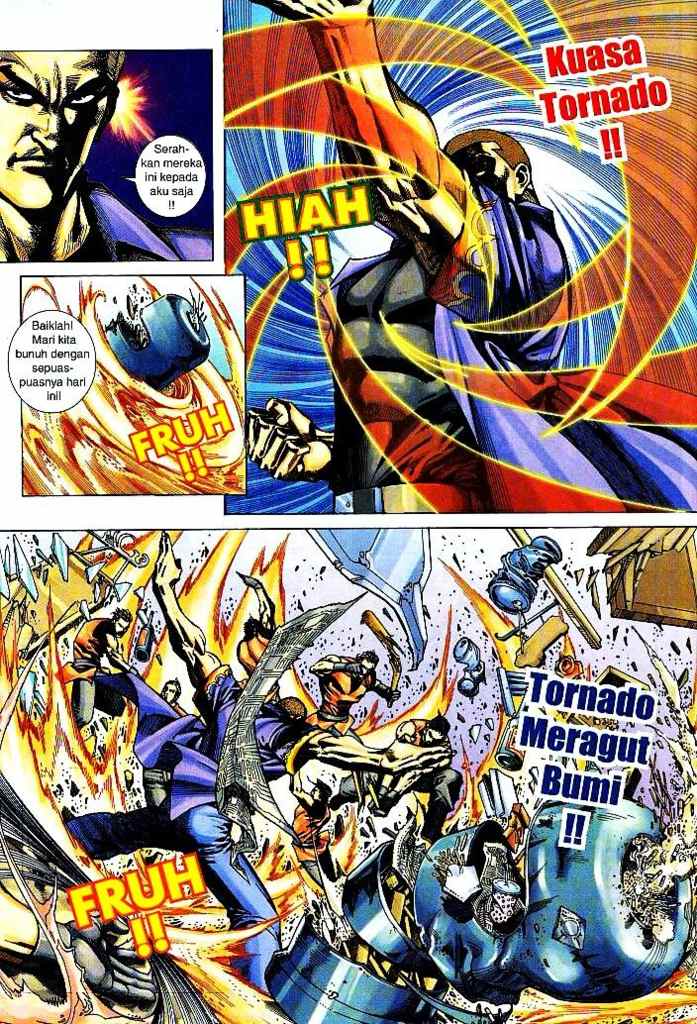 Serah-
kan mereka
ini kepada
aku saja
!!
Kuasa
Tornado
!!
HIAH
!!
Baiklah!
Mari kita
bunuh dengan
sepuas-
puasnya hari
ini!
FRUH
!!
Tornado
Meragut
Bumi
!!
FRUH
!!